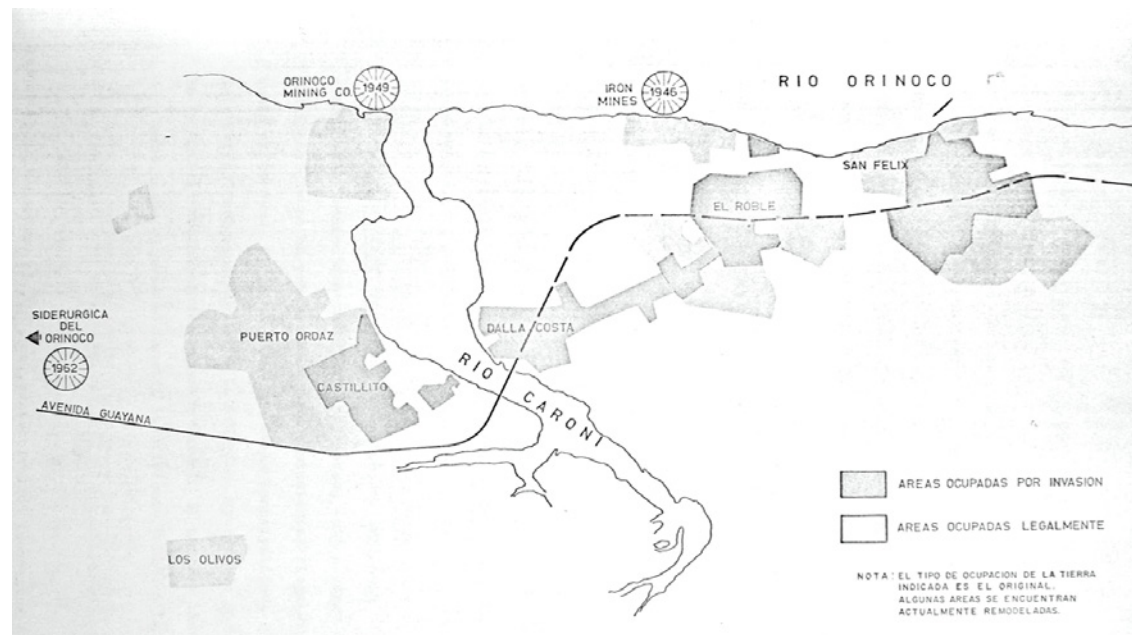 ORINOCO
MINING CO.
1949
IRON
MINES
1946
RIO ORINOCO
SAN FELIX
EL ROBLE
SIDERURGICA
DEL
ORINOCO
1962
PUERTO ORDAZ
DALLA COSTA
CASTILLITO
RIO CARONI
AVENIDA GUAYANA
LOS OLIVOS
AREAS OCUPADAS POR INVASION
AREAS OCUPADAS LEGALMENTE
NOTA: EL TIPO DE OCUPACION DE LA TIERRA
INDICADA ES EL ORIGINAL.
ALGUNAS AREAS SE ENCUENTRAN
ACTUALMENTE REMODELADAS.